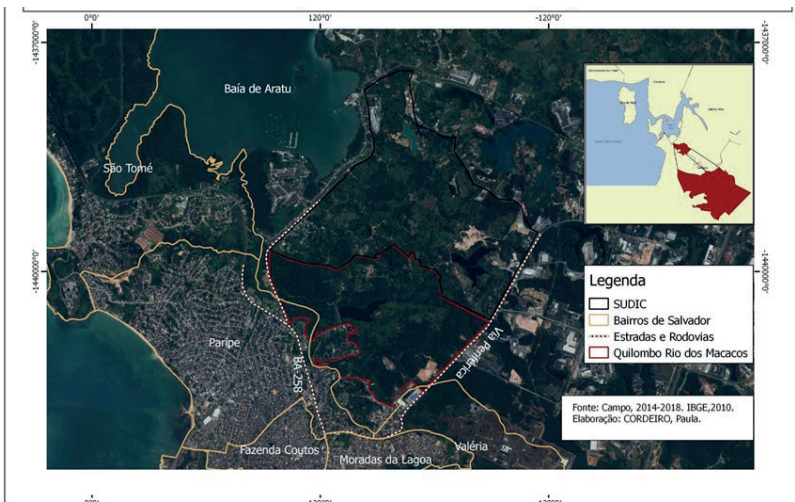 0°0'
120°0'
-120°0'
-1437000°0'
-1437000°0'
Baía de Aratu
São Tomé
-1440000°0'
-1440000°0'
Legenda
SUDIC
Bairros de Salvador
Estradas e Rodovias
Quilombo Rio dos Macacos
Paripe
BA-258
Via Periférica
Fonte: Campo, 2014-2018. IBGE,2010.
Elaboração: CORDEIRO, Paula.
Fazenda Coutos
Moradas da Lagoa
Valéria